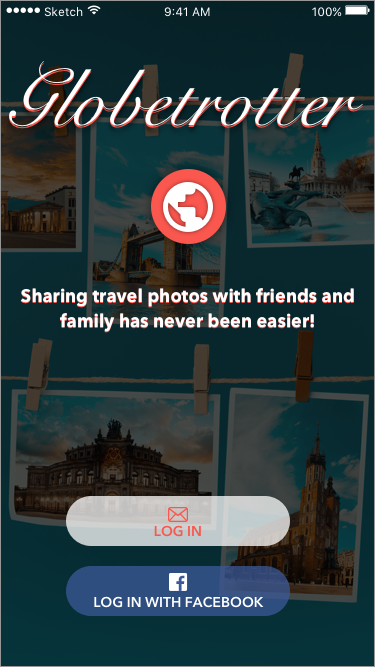 Sketch 9:41 AM 100%
Globetrotter
Sharing travel photos with friends and
family has never been easier!
LOG IN
LOG IN WITH FACEBOOK